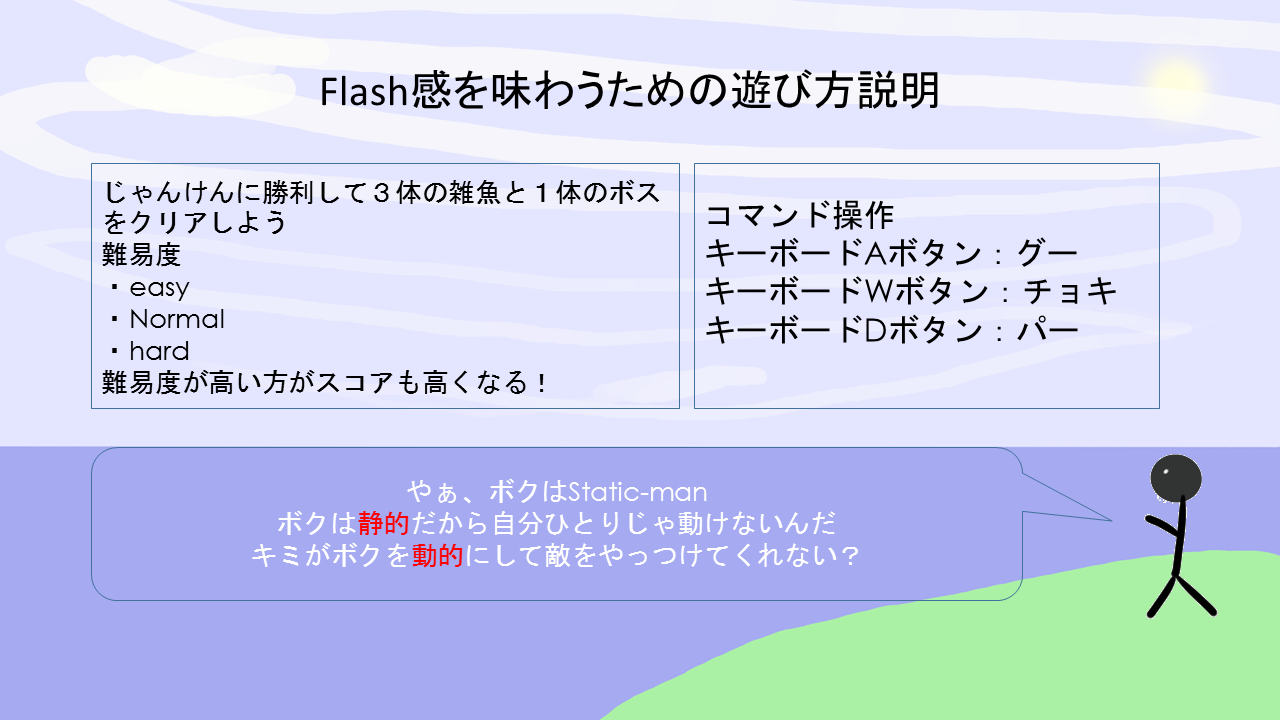 Flash感を味わうための遊び方説明
じゃんけんに勝利して３体の雑魚と１体のボス
をクリアしよう
難易度
・easy
・Normal
・hard
難易度が高い方がスコアも高くなる！
コマンド操作
キーボードAボタン：グー
キーボードWボタン：チョキ
キーボードDボタン：パー
やぁ、ボクはStatic-man
ボクは静的だから自分ひとりじゃ動けないんだ
キミがボクを動的にして敵をやっつけてくれない？